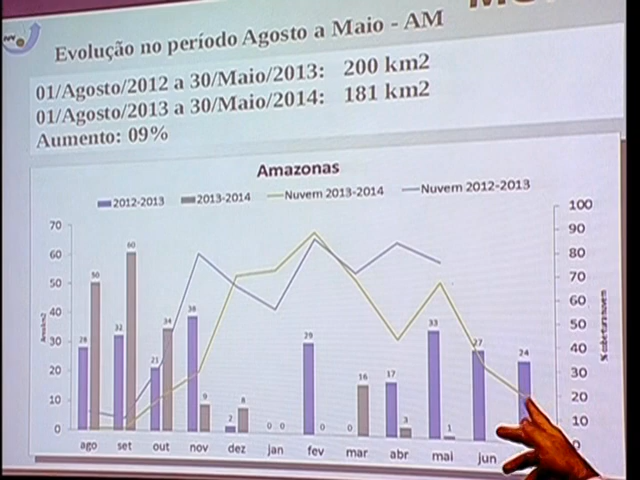 Evolução no período Agosto a Maio - AM
01/Agosto/2012 a 30/Maio/2013: 200 km2
01/Agosto/2013 a 30/Maio/2014: 181 km2
Aumento: 09%
Amazonas
2012-2013 2013-2014 Nuvem 2013-2014 Nuvem 2012-2013
70
60
50
40
30
20
10
0
Area km2
100
90
80
70
60
50
40
30
20
10
0
% cobertura nuvem
28 50 32 60 21 34 38 9 2 8 0 0 29 0 0 16 17 3 33 1 27 24
ago set out nov dez jan fev mar abr mai jun